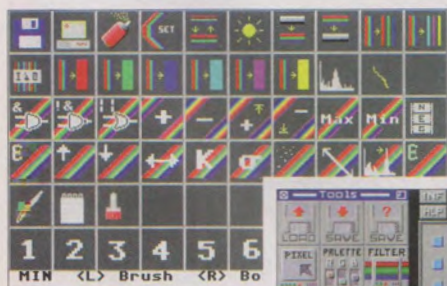 SET
I&O
& !& ||
+ - + - Max Min NEG
K σ
1 2 3 4 5 6
MIN <L> Brush <R> Bo
Tools
LOAD SAVE SAVE
PIXEL PALETTE FILTER